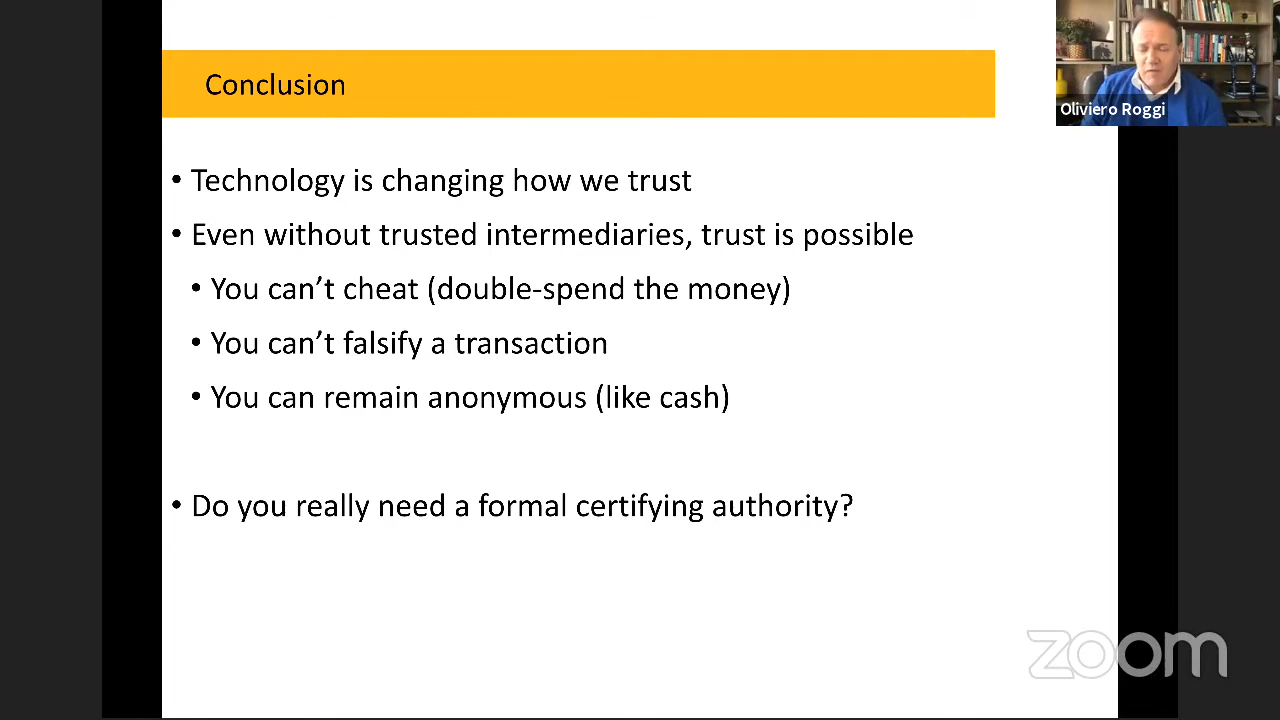 Conclusion
Oliviero Roggi
• Technology is changing how we trust
• Even without trusted intermediaries, trust is possible
• You can’t cheat (double-spend the money)
• You can’t falsify a transaction
• You can remain anonymous (like cash)
• Do you really need a formal certifying authority?
zoom